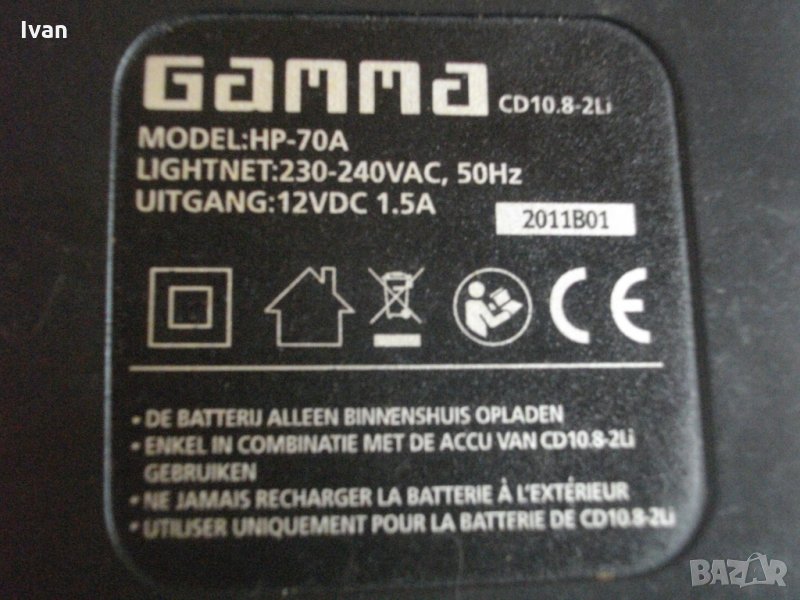 Ivan
GAMMA CD10.8-2Li
MODEL:HP-70A
LIGHTNET:230-240VAC, 50Hz
UITGANG:12VDC 1.5A
2011B01
CE
• DE BATTERIJ ALLEEN BINNENSHUIS OPLADEN
• ENKEL IN COMBINATIE MET DE ACCU VAN CD10.8-2Li
GEBRUIKEN
• NE JAMAIS RECHARGER LA BATTERIE À L'EXTÉRIEUR
• UTILISER UNIQUEMENT POUR LA BATTERIE DE CD10.8-2Li
BAZAR